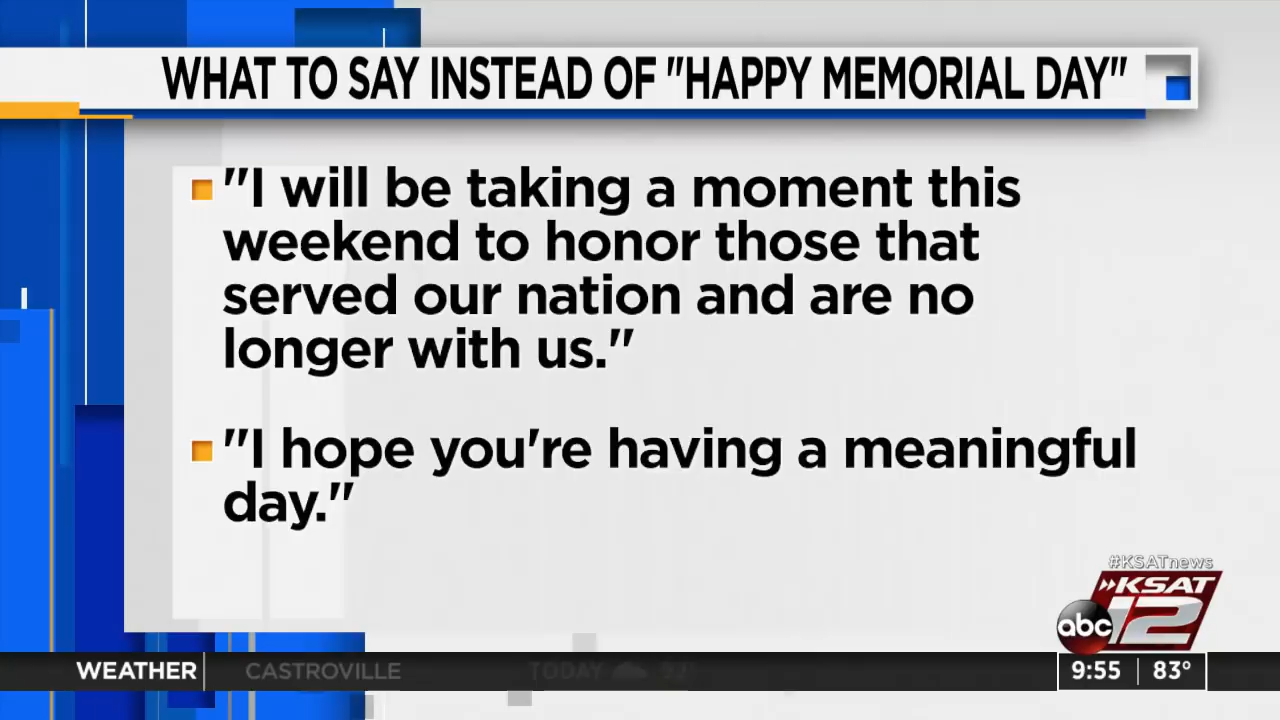 WHAT TO SAY INSTEAD OF "HAPPY MEMORIAL DAY"
"I will be taking a moment this
weekend to honor those that
served our nation and are no
longer with us."
"I hope you're having a meaningful
day."
#KSATnews
KSAT
abc 12
WEATHER CASTROVILLE TODAY 92° 9:55 83°